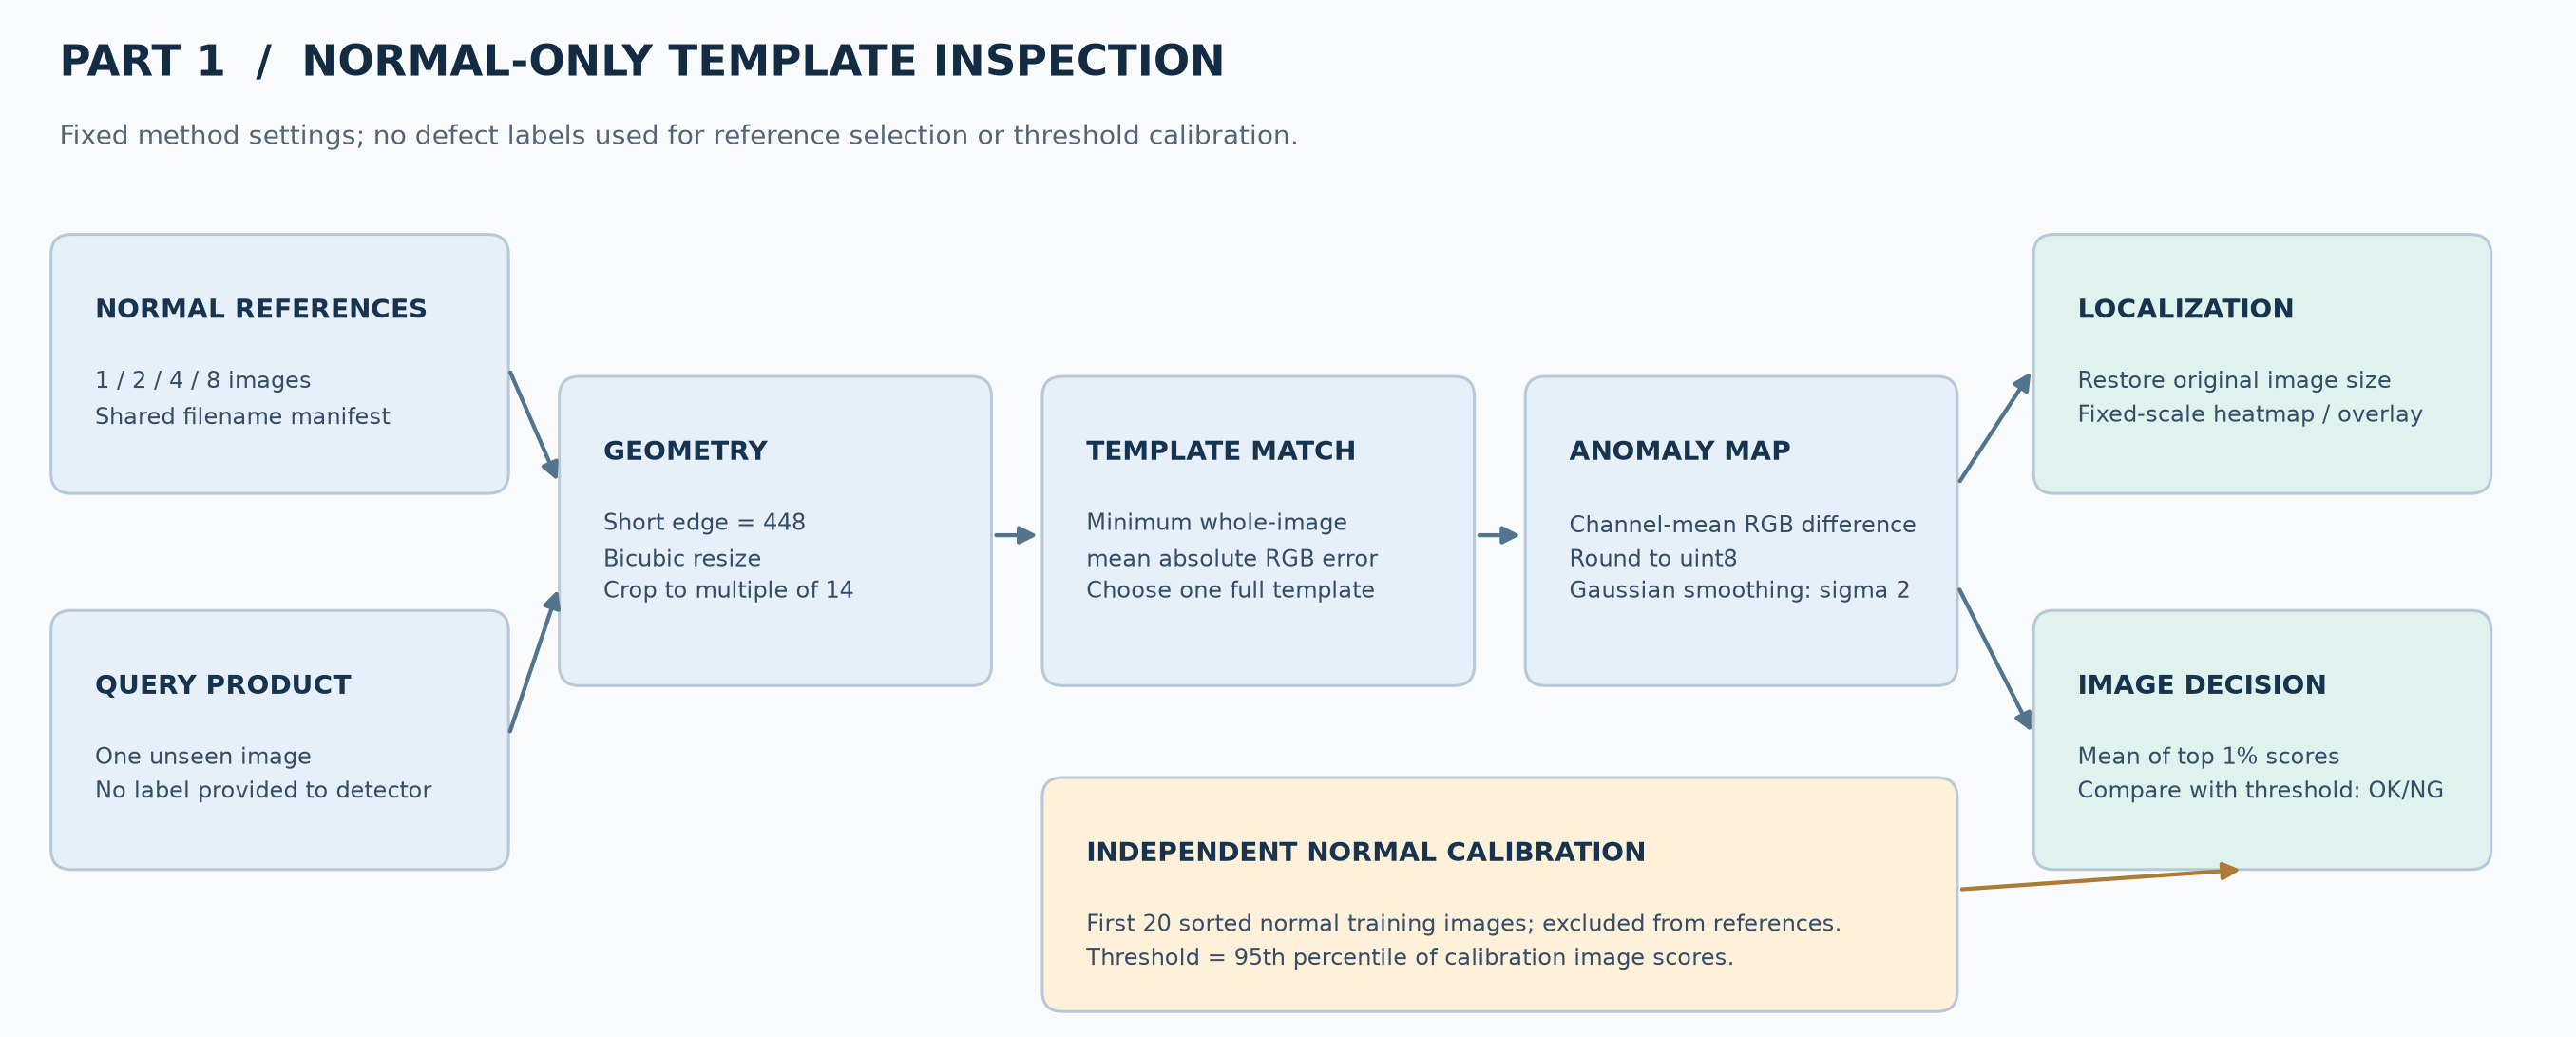 PART 1 / NORMAL-ONLY TEMPLATE INSPECTION
Fixed method settings; no defect labels used for reference selection or threshold calibration.
NORMAL REFERENCES
1 / 2 / 4 / 8 images
Shared filename manifest
QUERY PRODUCT
One unseen image
No label provided to detector
GEOMETRY
Short edge = 448
Bicubic resize
Crop to multiple of 14
TEMPLATE MATCH
Minimum whole-image
mean absolute RGB error
Choose one full template
ANOMALY MAP
Channel-mean RGB difference
Round to uint8
Gaussian smoothing: sigma 2
LOCALIZATION
Restore original image size
Fixed-scale heatmap / overlay
IMAGE DECISION
Mean of top 1% scores
Compare with threshold: OK/NG
INDEPENDENT NORMAL CALIBRATION
First 20 sorted normal training images; excluded from references.
Threshold = 95th percentile of calibration image scores.